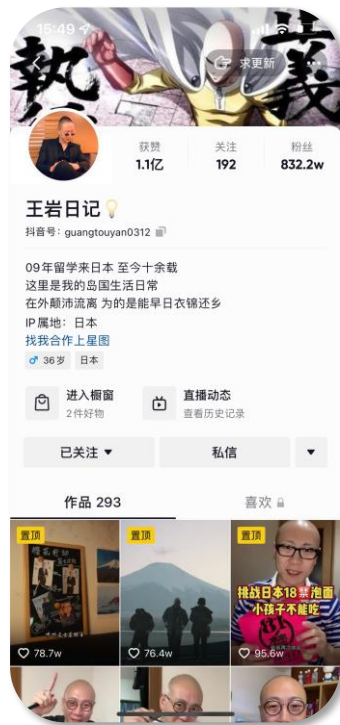 15:49
求更新
获赞 关注 粉丝
1.1亿 192 832.2w
王岩日记
抖音号：guangtouyan0312
09年留学来日本 至今十余载
这里是我的岛国生活日常
在外颠沛流离 为的是能早日衣锦还乡
IP属地：日本
找我合作上星图
♂ 36岁 日本
进入橱窗 直播动态
2件好物 查看历史记录
已关注 私信
作品 293 喜欢
置顶 置顶 置顶
挑战日本18禁泡面
小孩子不能吃
78.7w 76.4w 95.6w